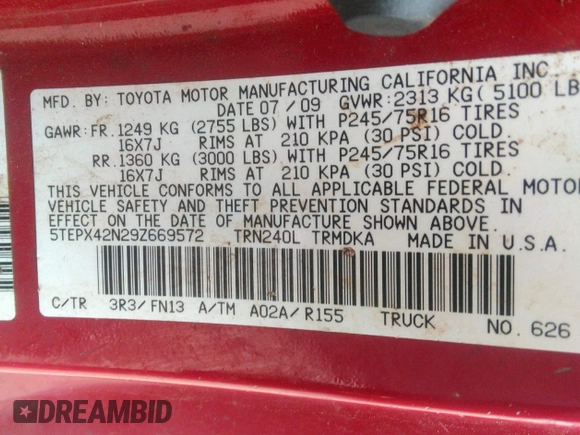 MFD. BY: TOYOTA MOTOR MANUFACTURING CALIFORNIA INC.
DATE 07 / 09 GVWR: 2313 KG ( 5100 LB
GAWR: FR. 1249 KG (2755 LBS) WITH P245/75R16 TIRES
16X7J RIMS AT 210 KPA (30 PSI) COLD
RR. 1360 KG (3000 LBS) WITH P245/75R16 TIRES
16X7J RIMS AT 210 KPA (30 PSI) COLD.
THIS VEHICLE CONFORMS TO ALL APPLICABLE FEDERAL MOTOR
VEHICLE SAFETY AND THEFT PREVENTION STANDARDS IN
EFFECT ON THE DATE OF MANUFACTURE SHOWN ABOVE.
5TEPX42N29Z669572 TRN240L TRMDKA MADE IN U.S.A
C/TR 3R3/ FN13 A/TM A02A/ R155 TRUCK NO. 626
DREAMBID